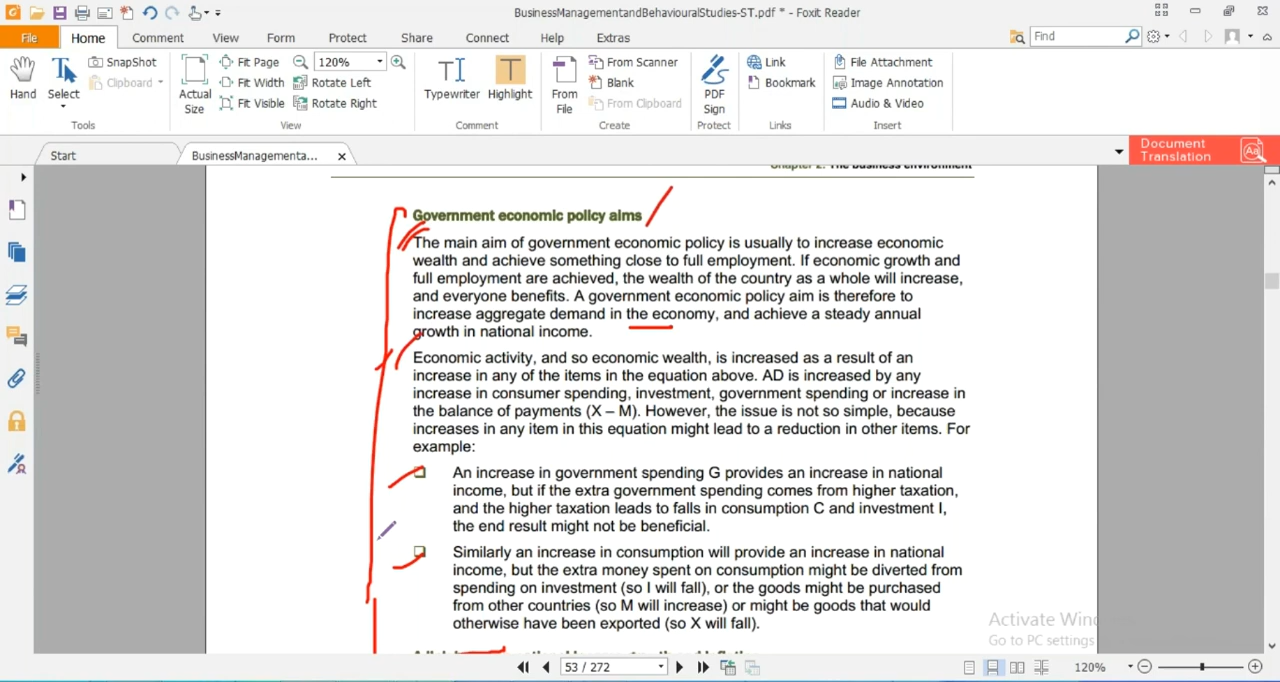 BusinessManagementandBehaviouralStudies-ST.pdf * - Foxit Reader
File Home Comment View Form Protect Share Connect Help Extras Find
Hand
Select
SnapShot
Clipboard
Tools
Actual Size
Fit Page
Fit Width
Fit Visible
120%
Rotate Left
Rotate Right
View
Typewriter
Highlight
Comment
From File
From Scanner
Blank
From Clipboard
Create
PDF Sign
Protect
Link
Bookmark
Links
File Attachment
Image Annotation
Audio & Video
Insert
Start BusinessManagementa... Document
Translation
Chapter 2: The business environment
Government economic policy aims
The main aim of government economic policy is usually to increase economic
wealth and achieve something close to full employment. If economic growth and
full employment are achieved, the wealth of the country as a whole will increase,
and everyone benefits. A government economic policy aim is therefore to
increase aggregate demand in the economy, and achieve a steady annual
growth in national income.
Economic activity, and so economic wealth, is increased as a result of an
increase in any of the items in the equation above. AD is increased by any
increase in consumer spending, investment, government spending or increase in
the balance of payments (X – M). However, the issue is not so simple, because
increases in any item in this equation might lead to a reduction in other items. For
example:
An increase in government spending G provides an increase in national
income, but if the extra government spending comes from higher taxation,
and the higher taxation leads to falls in consumption C and investment I,
the end result might not be beneficial.
Similarly an increase in consumption will provide an increase in national
income, but the extra money spent on consumption might be diverted from
spending on investment (so I will fall), or the goods might be purchased
from other countries (so M will increase) or might be goods that would
otherwise have been exported (so X will fall).
Activate
Go to PC settings
53 / 272
120%